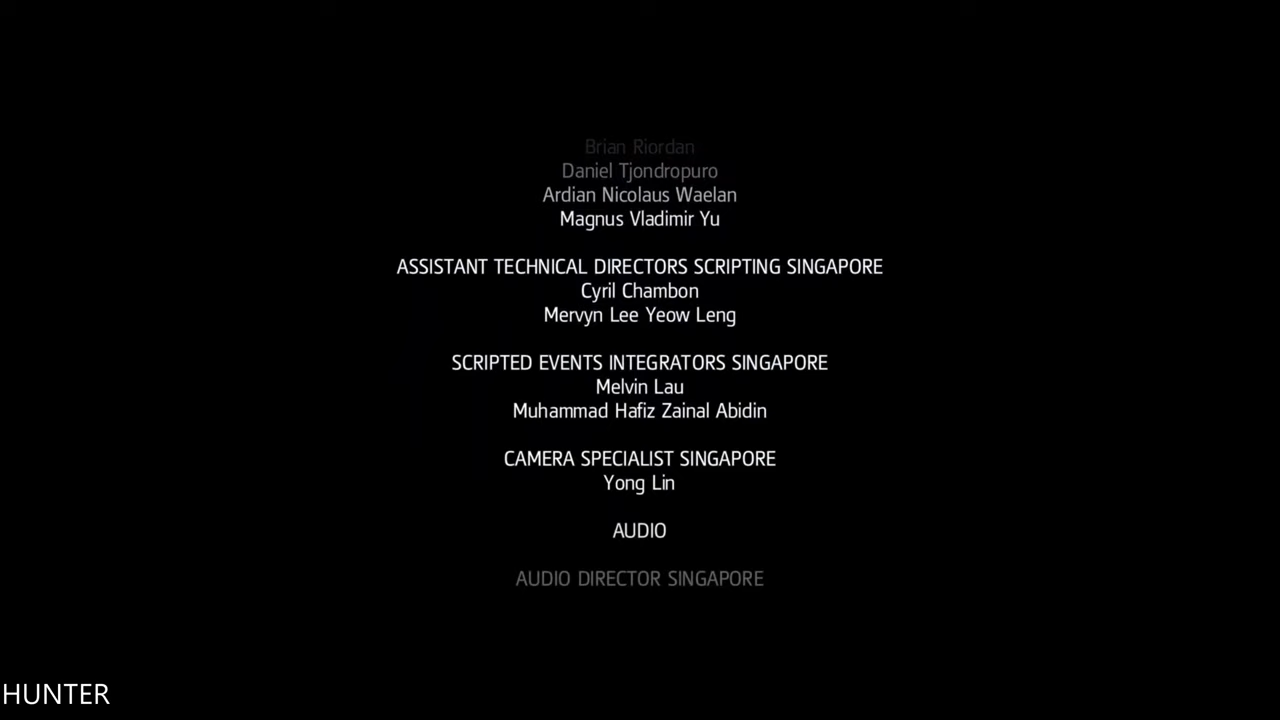 Brian Riordan
Daniel Tjondropuro
Ardian Nicolaus Waelan
Magnus Vladimir Yu
ASSISTANT TECHNICAL DIRECTORS SCRIPTING SINGAPORE
Cyril Chambon
Mervyn Lee Yeow Leng
SCRIPTED EVENTS INTEGRATORS SINGAPORE
Melvin Lau
Muhammad Hafiz Zainal Abidin
CAMERA SPECIALIST SINGAPORE
Yong Lin
AUDIO
AUDIO DIRECTOR SINGAPORE
HUNTER